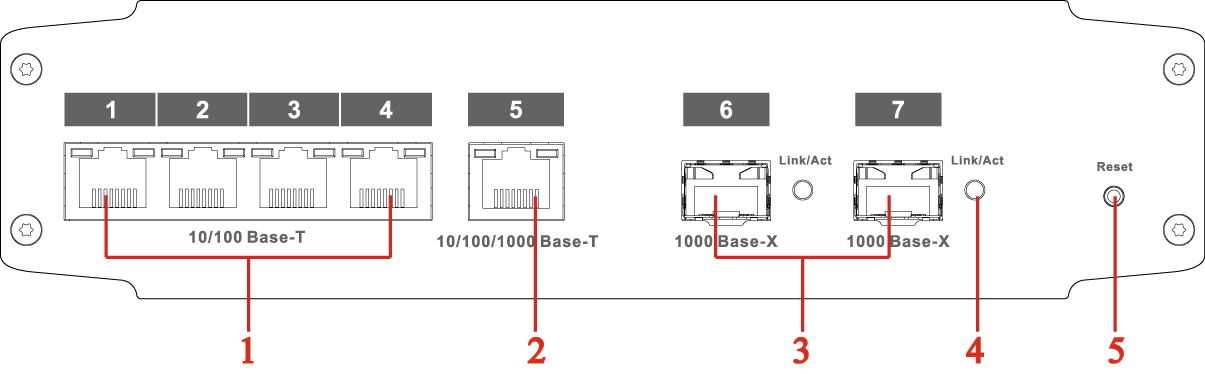 1 2 3 4 5 6 7
Link/Act Link/Act Reset
10/100 Base-T 10/100/1000 Base-T 1000 Base-X 1000 Base-X
1 2 3 4 5